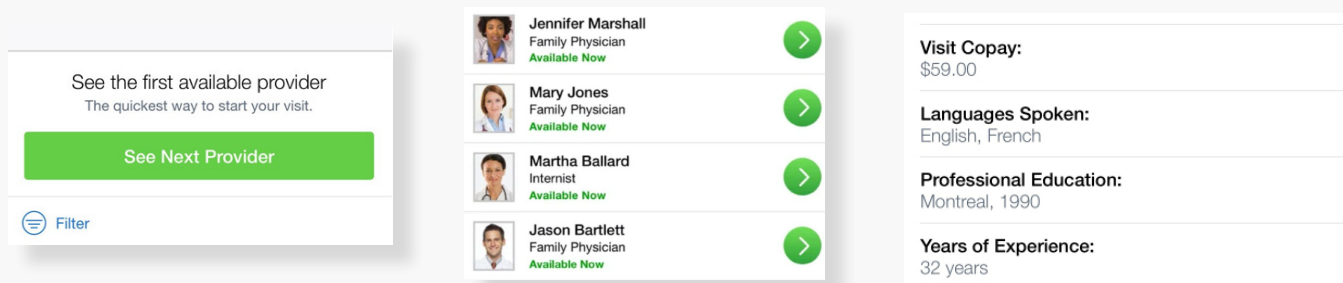 See the first available provider
The quickest way to start your visit.
See Next Provider
Filter
Jennifer Marshall
Family Physician
Available Now
Mary Jones
Family Physician
Available Now
Martha Ballard
Internist
Available Now
Jason Bartlett
Family Physician
Available Now
Visit Copay:
$59.00
Languages Spoken:
English, French
Professional Education:
Montreal, 1990
Years of Experience:
32 years